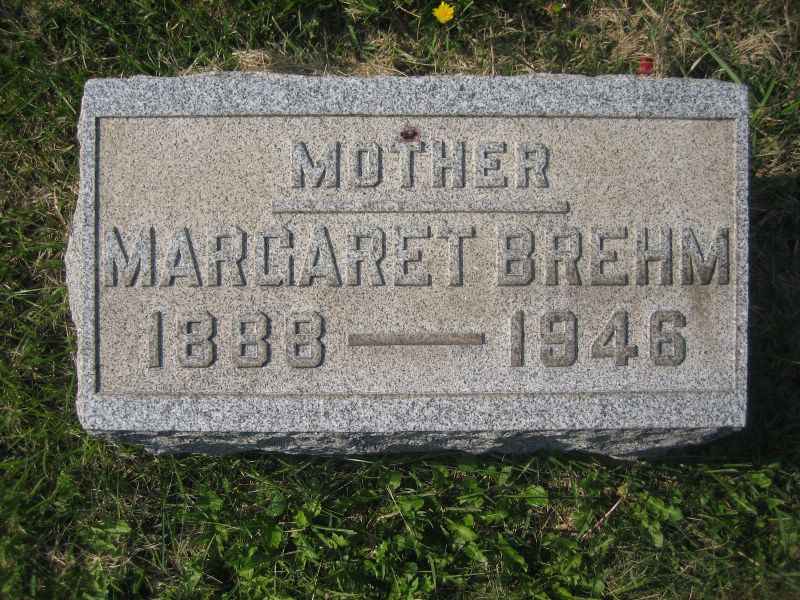 MOTHER
MARGARET BREHM
1888 — 1946